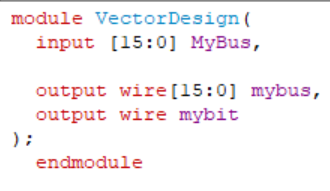 module VectorDesign(
input [15:0] MyBus,
output wire[15:0] mybus,
output wire mybit
);
endmodule